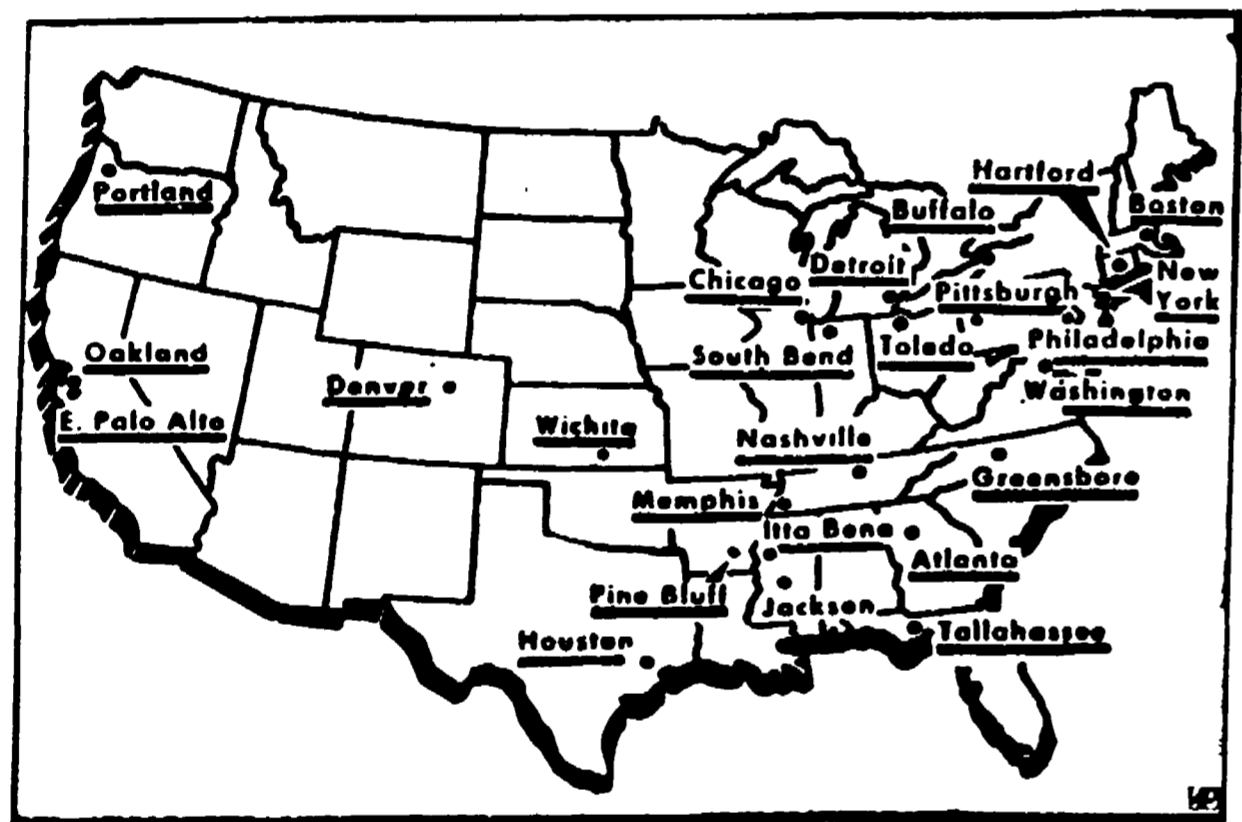 Hartford
Portland
Boston
Buffalo
Detroit
Chicago
New
York
Pittsburgh
Philadelphia
Oakland
South Bend
Toledo
Denver
Washington
E. Palo Alto
Wichita
Nashville
Greensboro
Memphis
Itta Bena
Atlanta
Pine Bluff
Jackson
Tallahassee
Houston